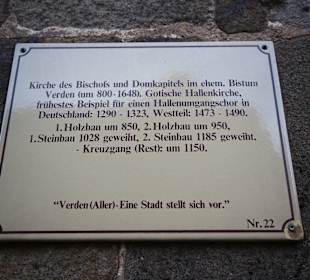 Kirche des Bischofs und Domkapitels im ehem. Bistum
Verden (um 800-1648). Gotische Hallenkirche,
frühestes Beispiel für einen Hallenumgangschor in
Deutschland: 1290 - 1323, Westteil: 1473 - 1490.
1. Holzbau um 850, 2. Holzbau um 950,
1. Steinbau 1028 geweiht, 2. Steinbau 1185 geweiht.
- Kreuzgang (Rest): um 1150.
"Verden (Aller) - Eine Stadt stellt sich vor."
Nr. 22